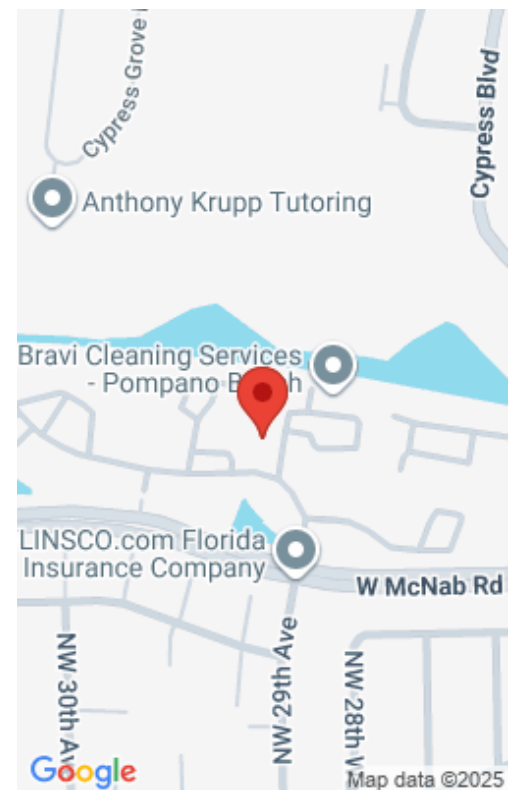 Cypress Grove
Cypress Blvd
Anthony Krupp Tutoring
Bravi Cleaning Services
- Pompano B h
LINSCO.com Florida
Insurance Company
W McNab Rd
NW 30th Av
NW 29th Ave
NW 28th W
Google
Map data ©2025